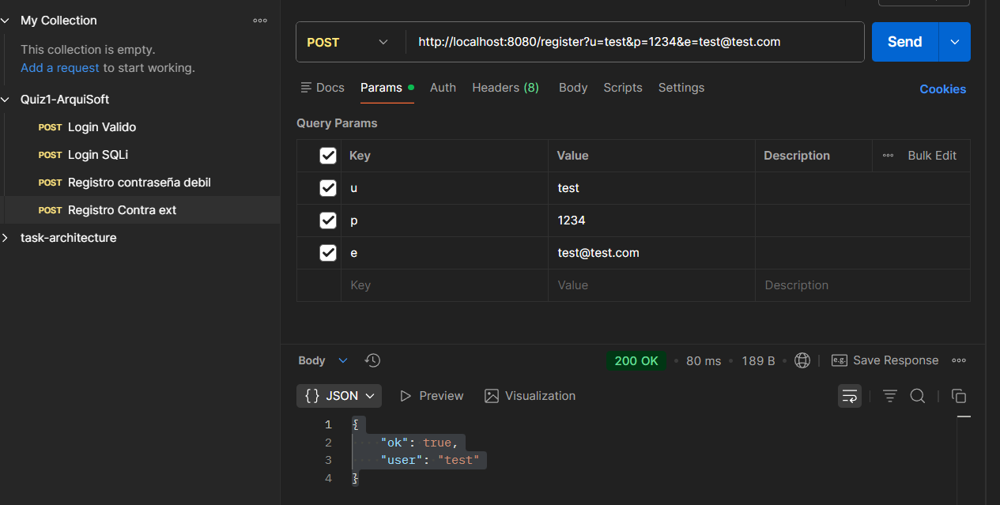 My Collection
This collection is empty.
Add a request to start working.
Quiz1-ArquiSoft
POST Login Valido
POST Login SQLi
POST Registro contraseña debil
POST Registro Contra ext
task-architecture
POST http://localhost:8080/register?u=test&p=1234&e=test@test.com Send
Docs Params Auth Headers (8) Body Scripts Settings Cookies
Query Params
Key Value Description Bulk Edit
u test
p 1234
e test@test.com
Key Value Description
Body 200 OK 80 ms 189 B e.g. Save Response
{} JSON Preview Visualization
1 {
2 "ok": true,
3 "user": "test"
4 }